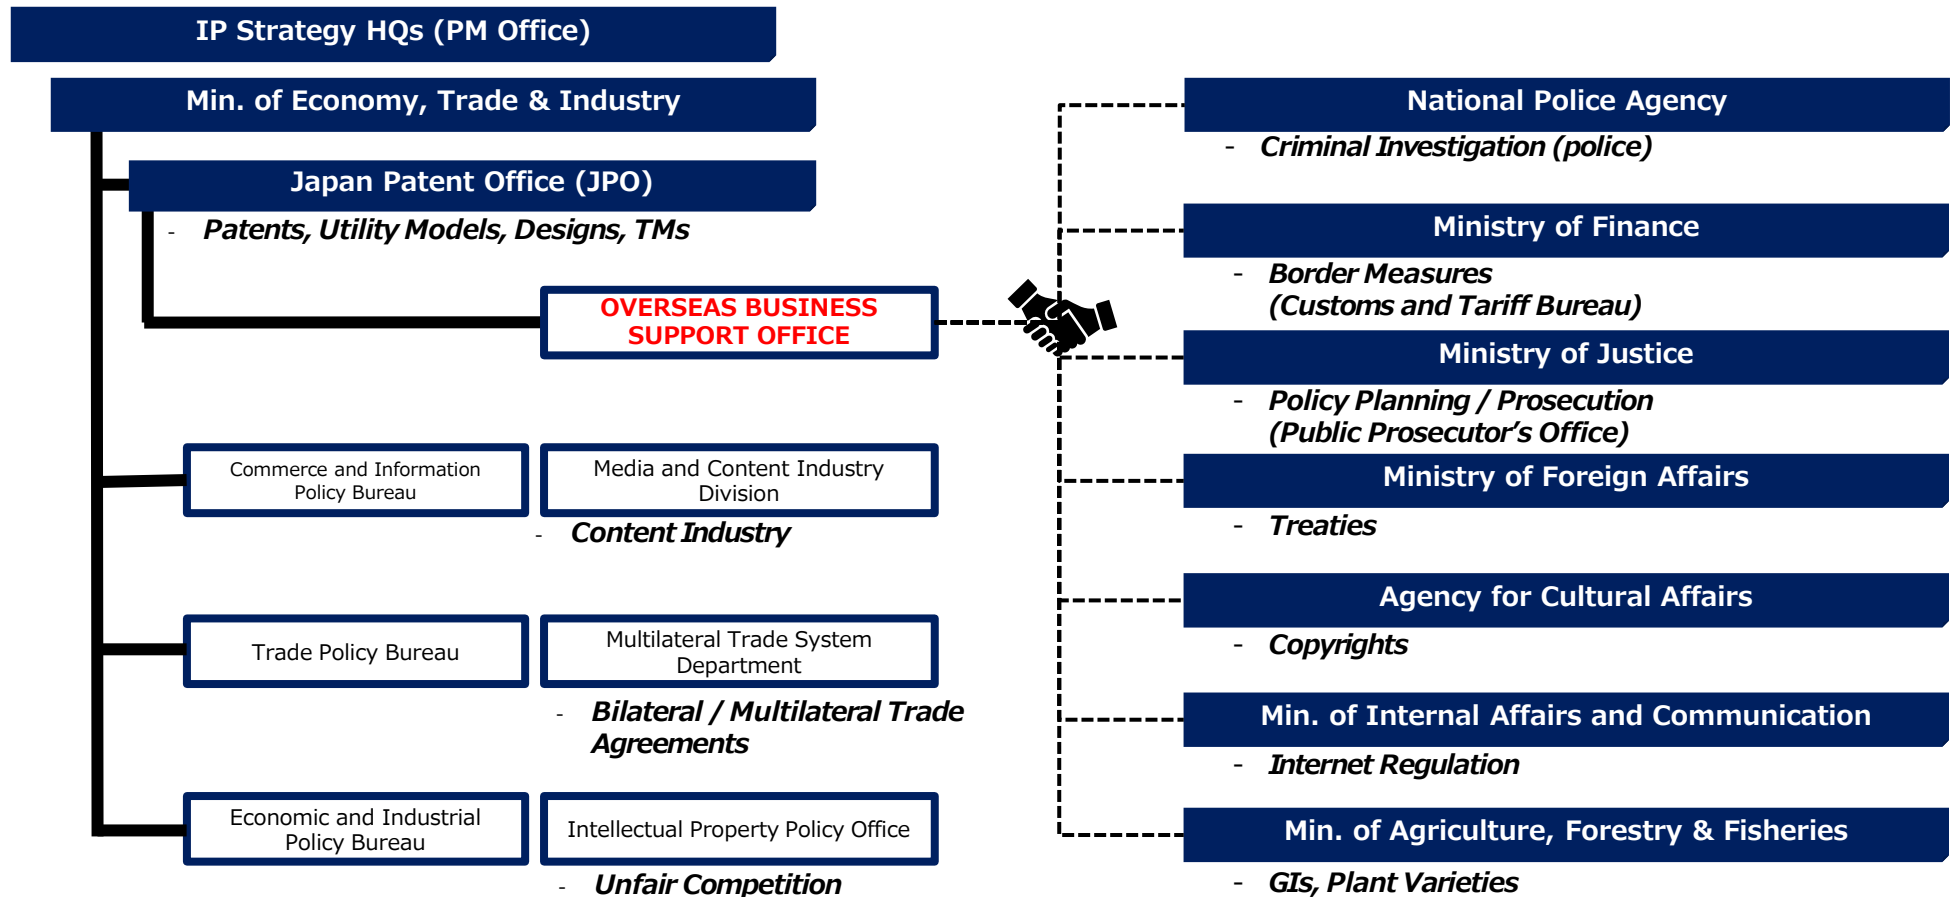 IP Strategy HQs (PM Office)
Min. of Economy, Trade & Industry
Japan Patent Office (JPO)
- Patents, Utility Models, Designs, TMs
OVERSEAS BUSINESS
SUPPORT OFFICE
Commerce and Information
Policy Bureau
Media and Content Industry
Division
- Content Industry
Trade Policy Bureau
Multilateral Trade System
Department
- Bilateral / Multilateral Trade
Agreements
Economic and Industrial
Policy Bureau
Intellectual Property Policy Office
- Unfair Competition
National Police Agency
- Criminal Investigation (police)
Ministry of Finance
- Border Measures
(Customs and Tariff Bureau)
Ministry of Justice
- Policy Planning / Prosecution
(Public Prosecutor's Office)
Ministry of Foreign Affairs
- Treaties
Agency for Cultural Affairs
- Copyrights
Min. of Internal Affairs and Communication
- Internet Regulation
Min. of Agriculture, Forestry & Fisheries
- GIs, Plant Varieties